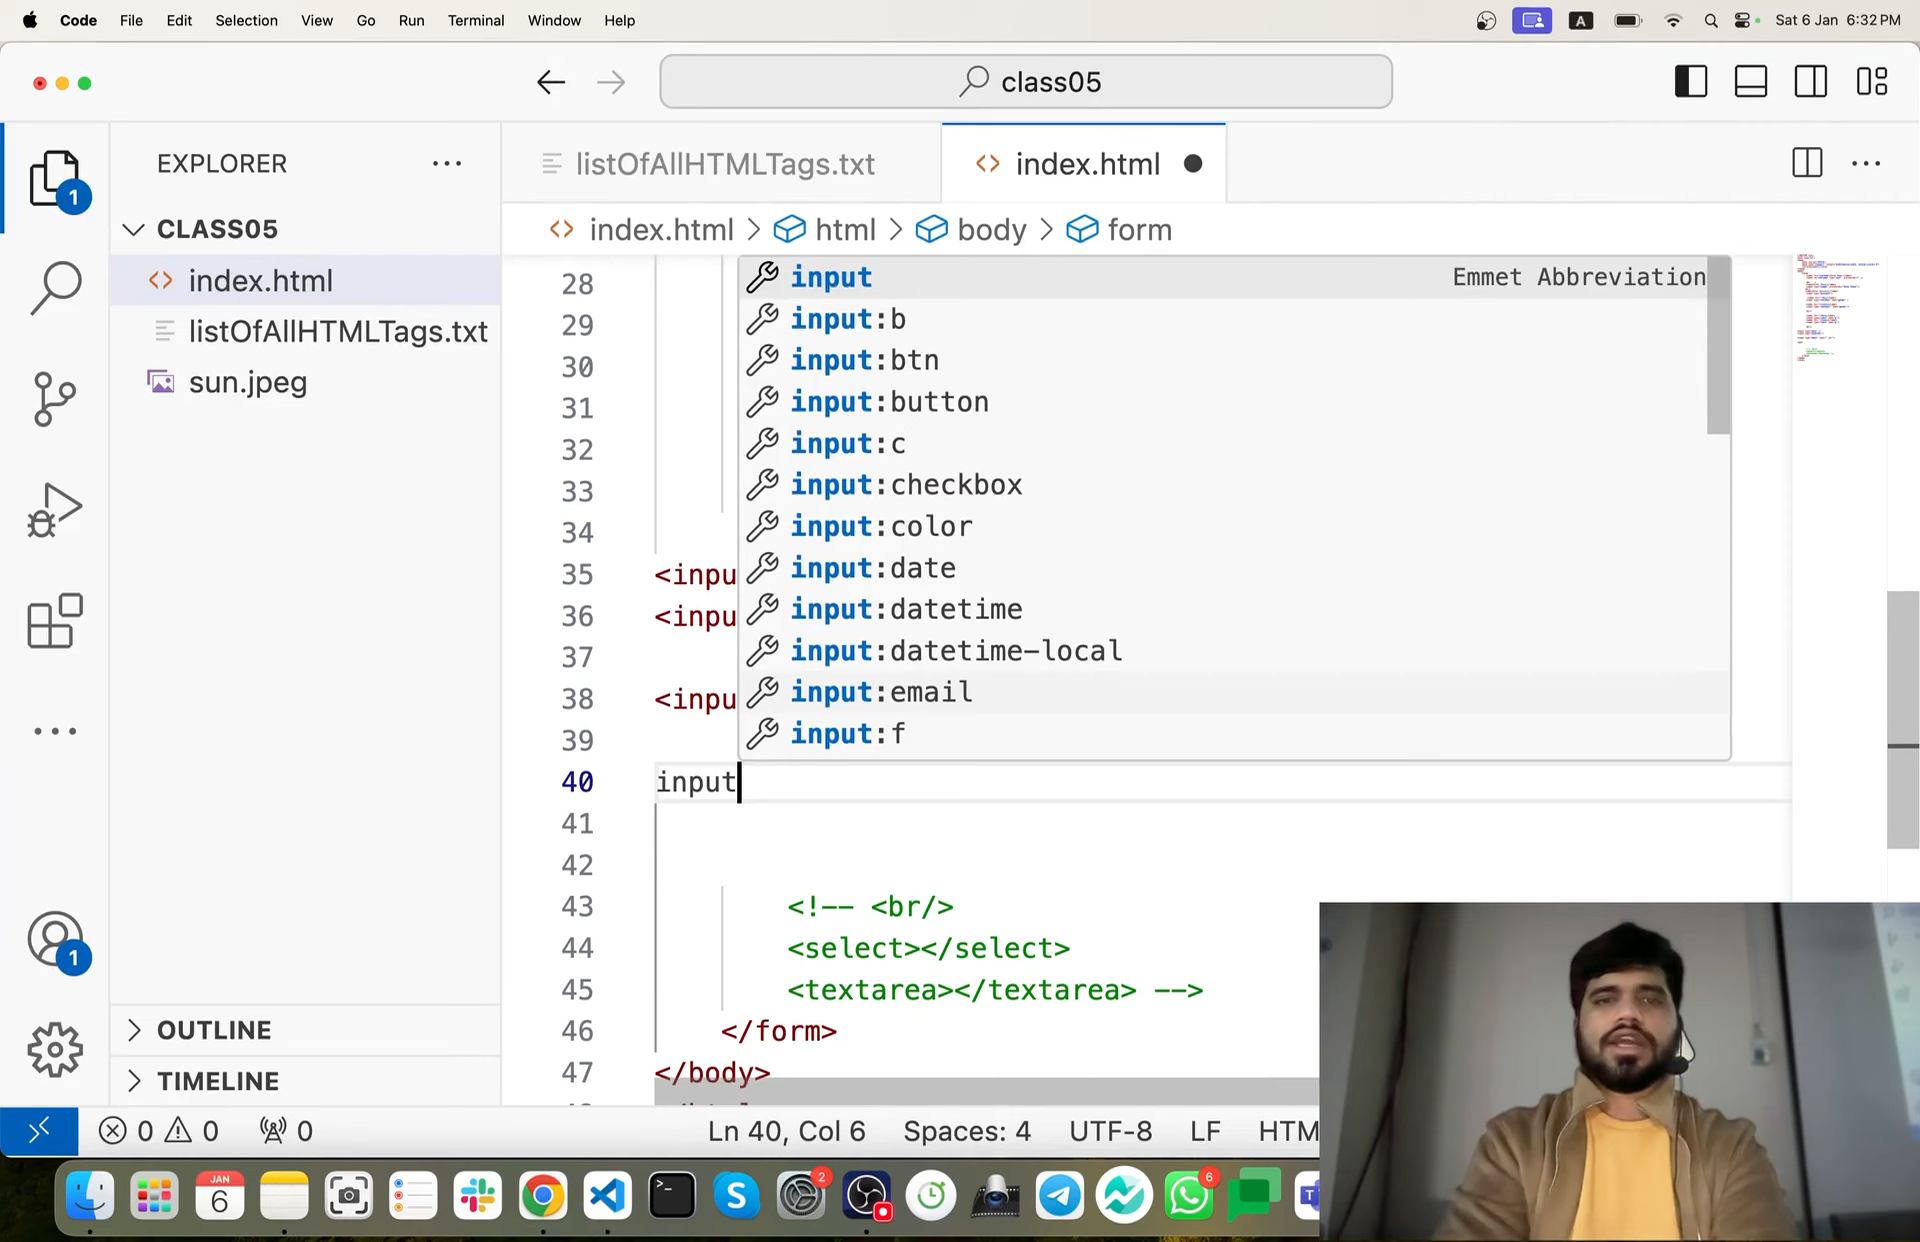 Code File Edit Selection View Go Run Terminal Window Help
A
Sat 6 Jan 6:32 PM
class05
EXPLORER
listOfAllHTMLTags.txt
index.html
1
CLASS05
index.html > html > body > form
index.html
listOfAllHTMLTags.txt
sun.jpeg
28
29
30
31
32
33
34
35 <inpu
36 <inpu
37
38 <inpu
39
40 input
41
42
43 <!-- <br/>
44 <select></select>
45 <textarea></textarea> -->
46 </form>
47 </body>
input Emmet Abbreviation
input:b
input:btn
input:button
input:c
input:checkbox
input:color
input:date
input:datetime
input:datetime-local
input:email
input:f
1
OUTLINE
TIMELINE
0 0 0
Ln 40, Col 6 Spaces: 4 UTF-8 LF HTM
JAN
6
S
2
6
T